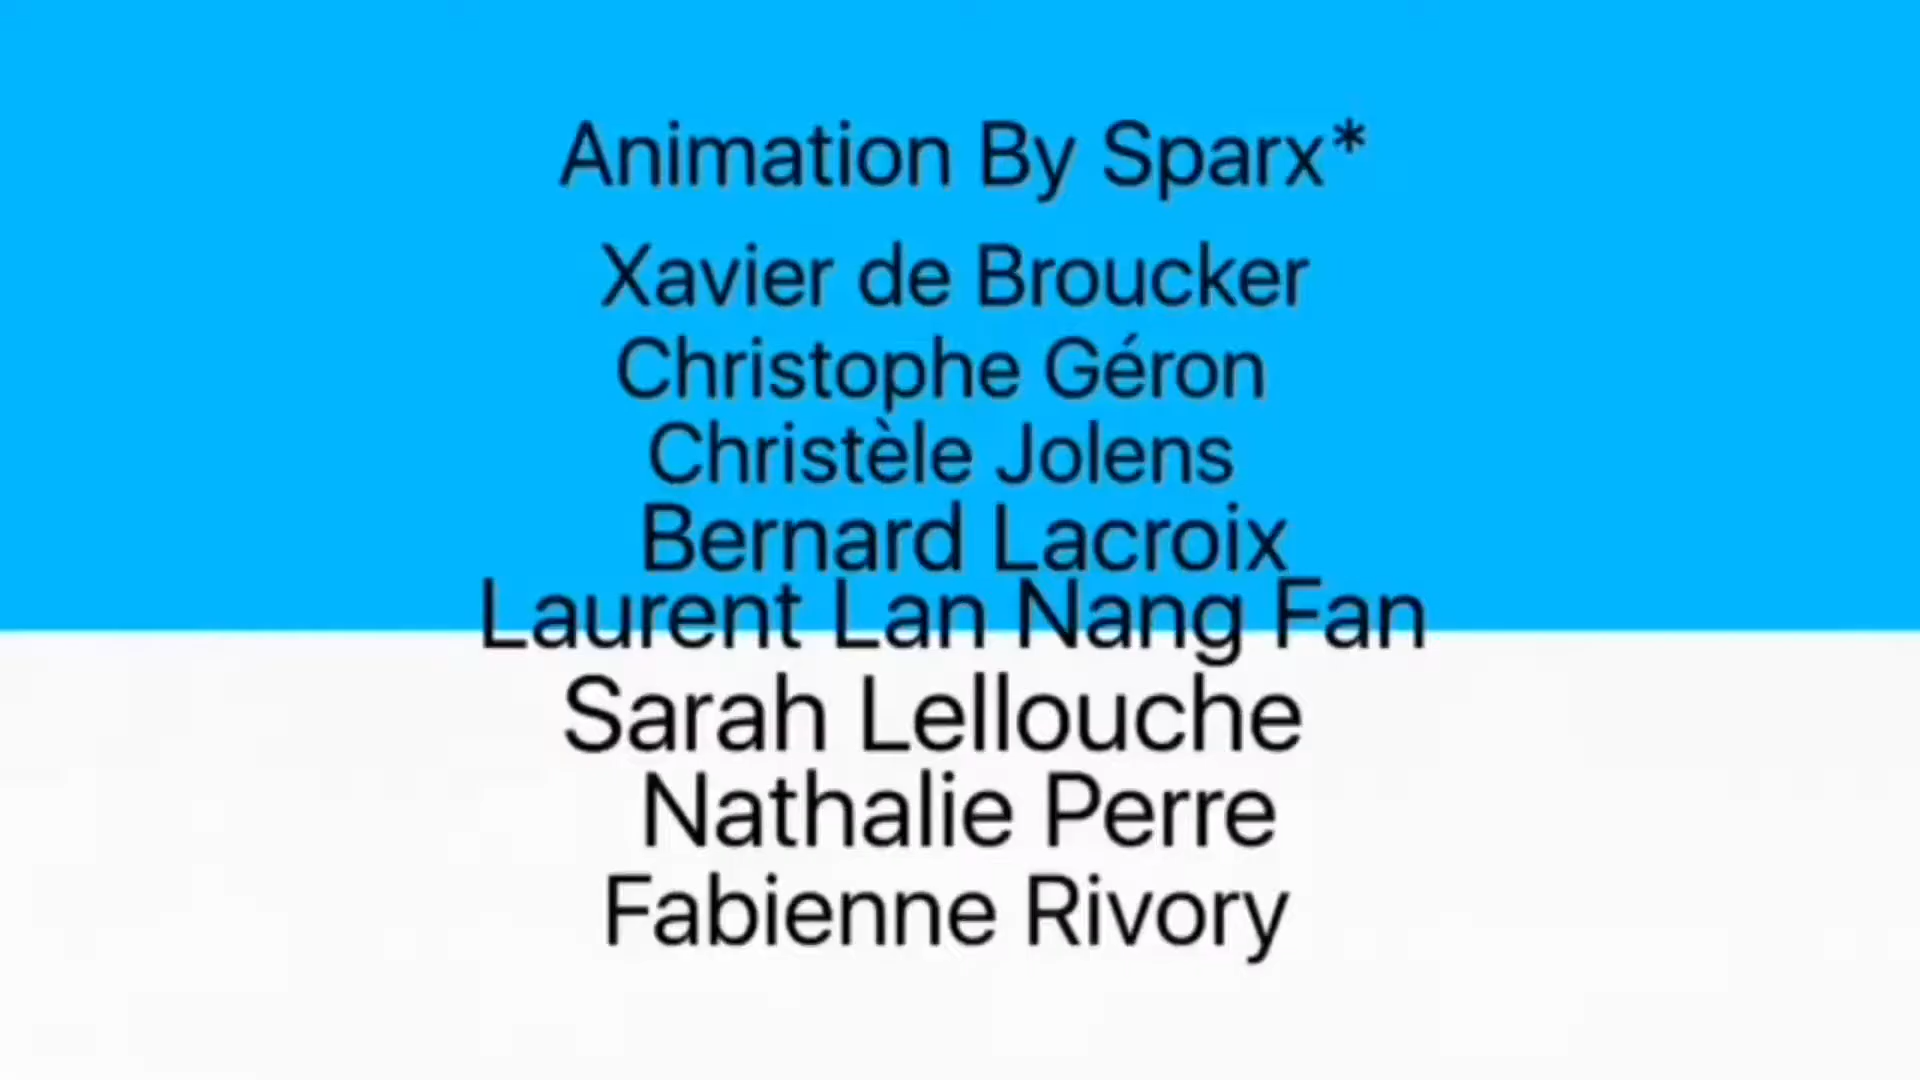 Animation By Sparx*
Xavier de Broucker
Christophe Géron
Christèle Jolens
Bernard Lacroix
Laurent Lan Nang Fan
Sarah Lellouche
Nathalie Perre
Fabienne Rivory